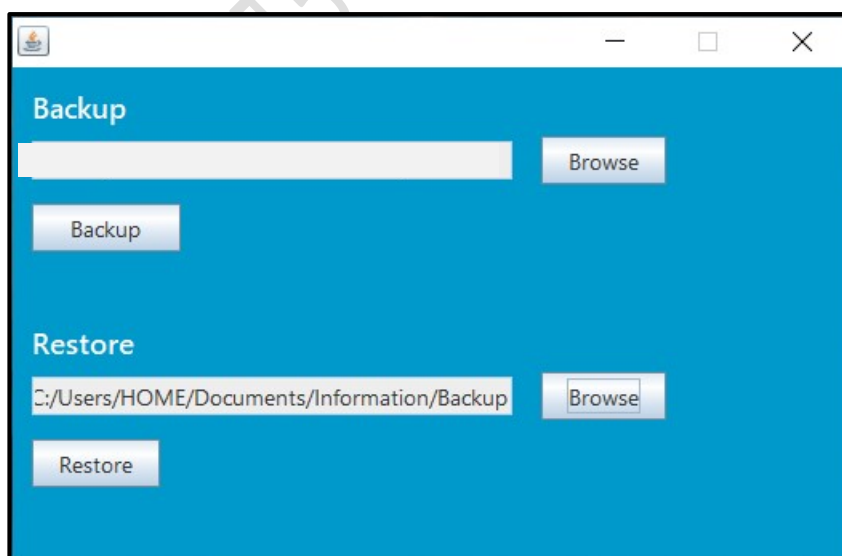 Backup
Browse
Backup
Restore
C:/Users/HOME/Documents/Information/Backup
Browse
Restore